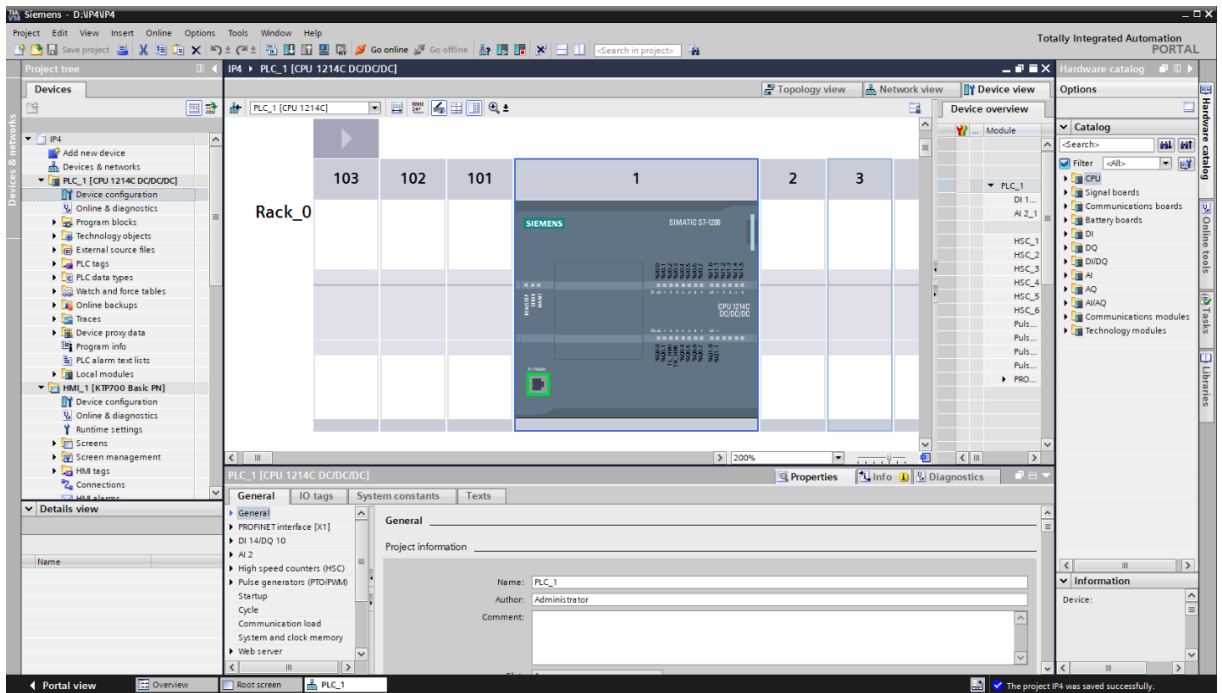 Siemens - D:\IP4\IP4
Project Edit View Insert Online Options Tools Window Help
Save project Go online Go offline <Search in project>
Totally Integrated Automation
PORTAL
Project tree
IP4 PLC_1 [CPU 1214C DC/DC/DC]
Hardware catalog
Devices
Topology view Network view Device view
Options
PLC_1 [CPU 1214C]
Device overview
Module
Devices & networks
IP4
Add new device
Devices & networks
PLC_1 [CPU 1214C DC/DC/DC]
Device configuration
Online & diagnostics
Program blocks
Technology objects
External source files
PLC tags
PLC data types
Watch and force tables
Online backups
Traces
Device proxy data
Program info
PLC alarm text lists
Local modules
HMI_1 [KTP700 Basic PN]
Device configuration
Online & diagnostics
Runtime settings
Screens
Screen management
HMI tags
Connections
HMI alarms
103 102 101 1 2 3
Rack_0
SIEMENS SIMATIC S7-1200
CPU 1214C
DC/DC/DC
PLC_1
DI 1...
AI 2_1
HSC_1
HSC_2
HSC_3
HSC_4
HSC_5
HSC_6
Puls...
Puls...
Puls...
Puls...
PRO...
200%
Catalog
<Search>
Filter <All>
CPU
Signal boards
Communications boards
Battery boards
DI
DQ
DI/DQ
AI
AQ
AI/AQ
Communications modules
Technology modules
Hardware catalog
Online tools
Tasks
Libraries
Details view
Name
PLC_1 [CPU 1214C DC/DC/DC]
Properties Info Diagnostics
General IO tags System constants Texts
General
PROFINET interface [X1]
DI 14/DQ 10
AI 2
High speed counters (HSC)
Pulse generators (PTO/PWM)
Startup
Cycle
Communication load
System and clock memory
Web server
General
Project information
Name: PLC_1
Author: Administrator
Comment:
Information
Device:
Portal view Overview Root screen PLC_1
The project IP4 was saved successfully.